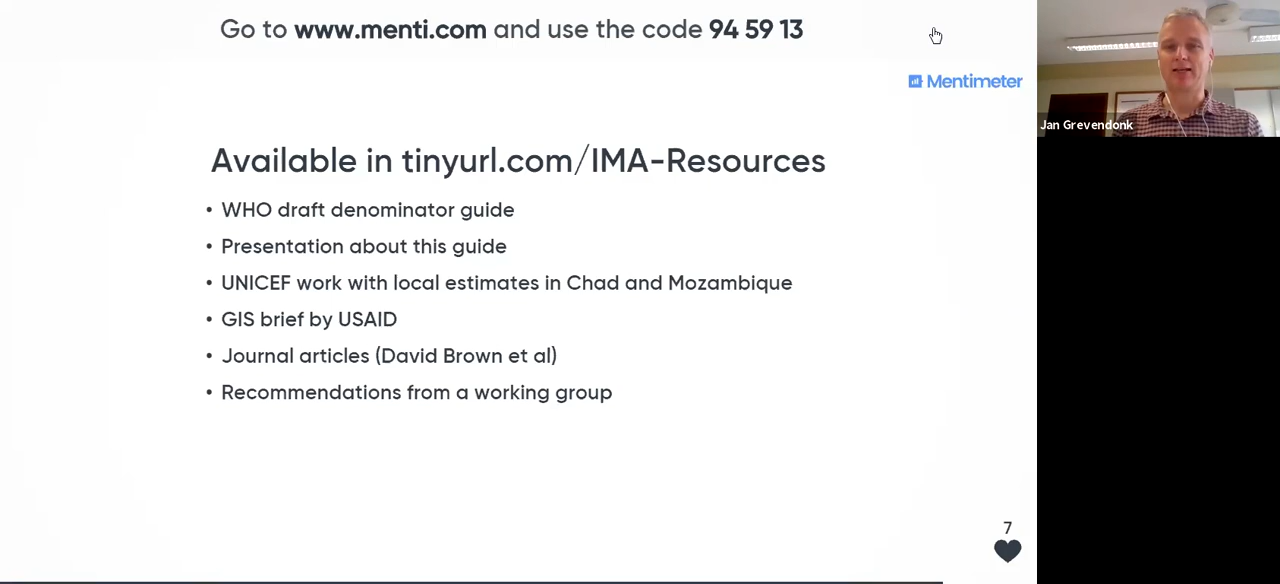 Go to www.menti.com and use the code 94 59 13
Mentimeter
Jan Grevendonk
Available in tinyurl.com/IMA-Resources
• WHO draft denominator guide
• Presentation about this guide
• UNICEF work with local estimates in Chad and Mozambique
• GIS brief by USAID
• Journal articles (David Brown et al)
• Recommendations from a working group
7